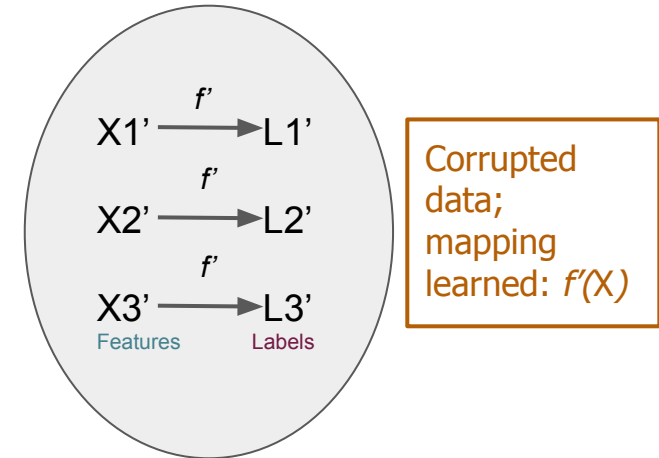 f’
X1’ L1’
f’
X2’ L2’
f’
X3’ L3’
Features Labels
Corrupted
data;
mapping
learned: f’(X)